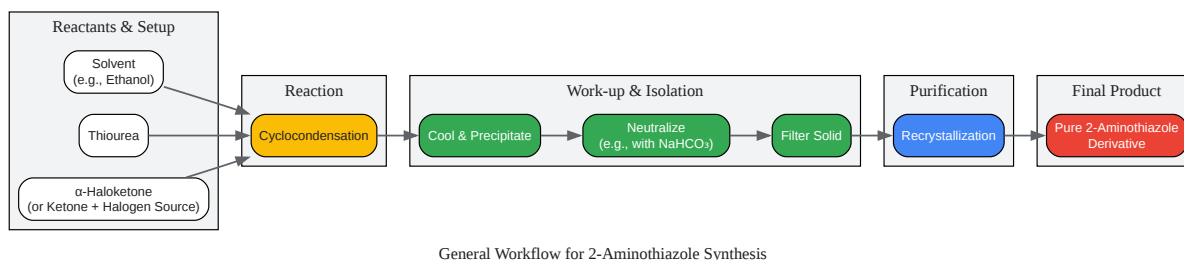 Reactants & Setup
Solvent
(e.g., Ethanol)
Thiourea
α-Haloketone
(or Ketone + Halogen Source)
Reaction
Cyclocondensation
Work-up & Isolation
Cool & Precipitate
Neutralize
(e.g., with NaHCO₃)
Filter Solid
Purification
Recrystallization
Final Product
Pure 2-Aminothiazole
Derivative
General Workflow for 2-Aminothiazole Synthesis